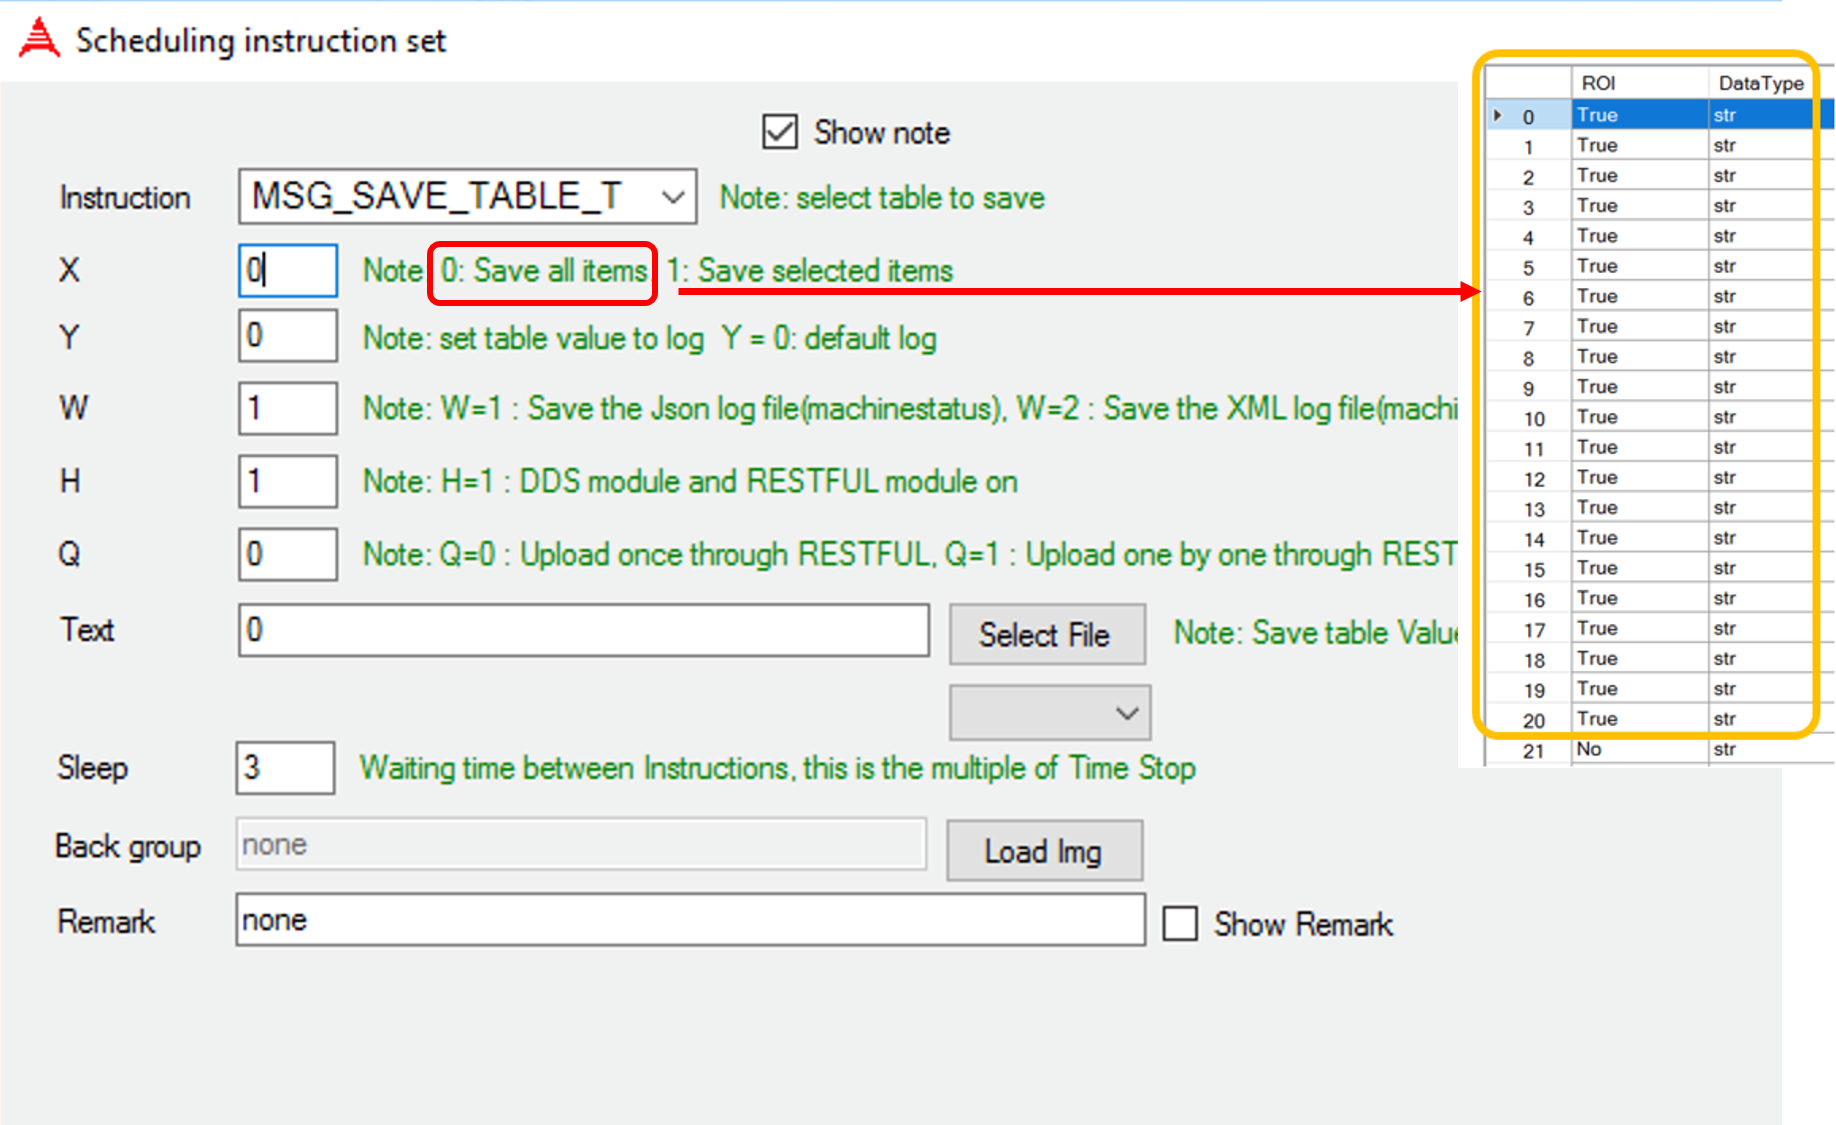 Scheduling instruction set
Show note
Instruction MSG_SAVE_TABLE_T Note: select table to save
X 0 Note 0: Save all items 1: Save selected items
Y 0 Note: set table value to log Y = 0: default log
W 1 Note: W=1 : Save the Json log file(machinestatus), W=2 : Save the XML log file(machi
H 1 Note: H=1 : DDS module and RESTFUL module on
Q 0 Note: Q=0 : Upload once through RESTFUL, Q=1 : Upload one by one through REST
Text 0 Select File Note: Save table Value
Sleep 3 Waiting time between Instructions, this is the multiple of Time Stop
Back group none Load Img
Remark none Show Remark
ROI DataType
0 True str
1 True str
2 True str
3 True str
4 True str
5 True str
6 True str
7 True str
8 True str
9 True str
10 True str
11 True str
12 True str
13 True str
14 True str
15 True str
16 True str
17 True str
18 True str
19 True str
20 True str
21 No str